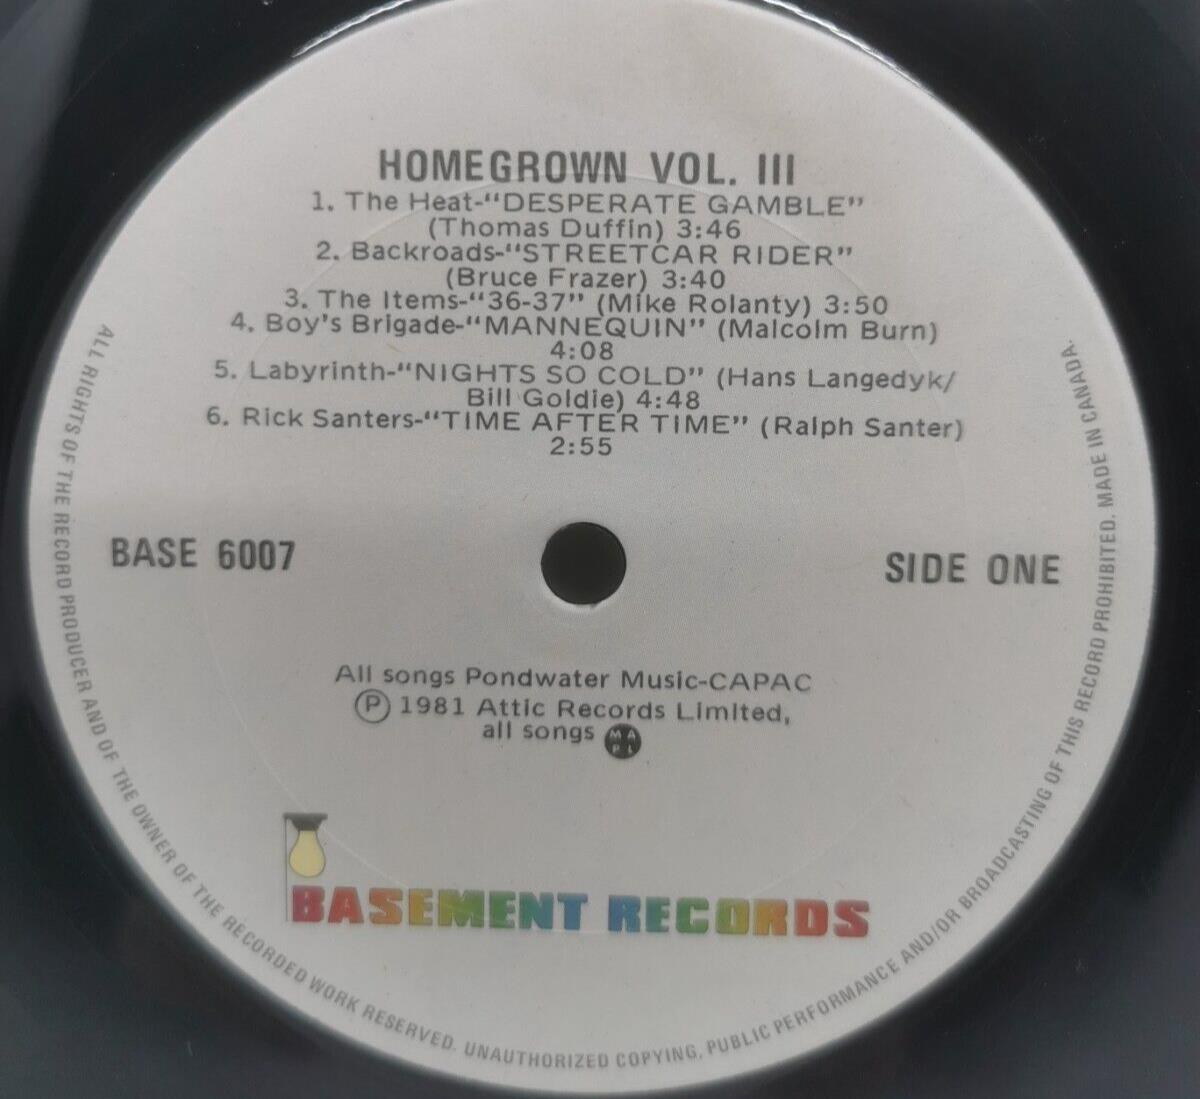 HOMEGROWN VOL. III
1. The Heat-"DESPERATE GAMBLE"
(Thomas Duffin) 3:46
2. Backroads-"STREETCAR RIDER"
(Bruce Frazer) 3:40
3. The Items-"36-37" (Mike Rolanty) 3:50
4. Boy's Brigade-"MANNEQUIN" (Malcolm Burn)
4:08
5. Labyrinth-"NIGHTS SO COLD" (Hans Langedyk/
Bill Goldie) 4:48
6. Rick Santers-"TIME AFTER TIME" (Ralph Santer)
2:55
BASE 6007
SIDE ONE
All songs Pondwater Music-CAPAC
Ⓟ 1981 Attic Records Limited,
all songs MAPL
BASEMENT RECORDS
ALL RIGHTS OF THE RECORD PRODUCER AND OF THE OWNER OF THE RECORDED WORK RESERVED. UNAUTHORIZED COPYING, PUBLIC PERFORMANCE AND/OR BROADCASTING OF THIS RECORD PROHIBITED. MADE IN CANADA.